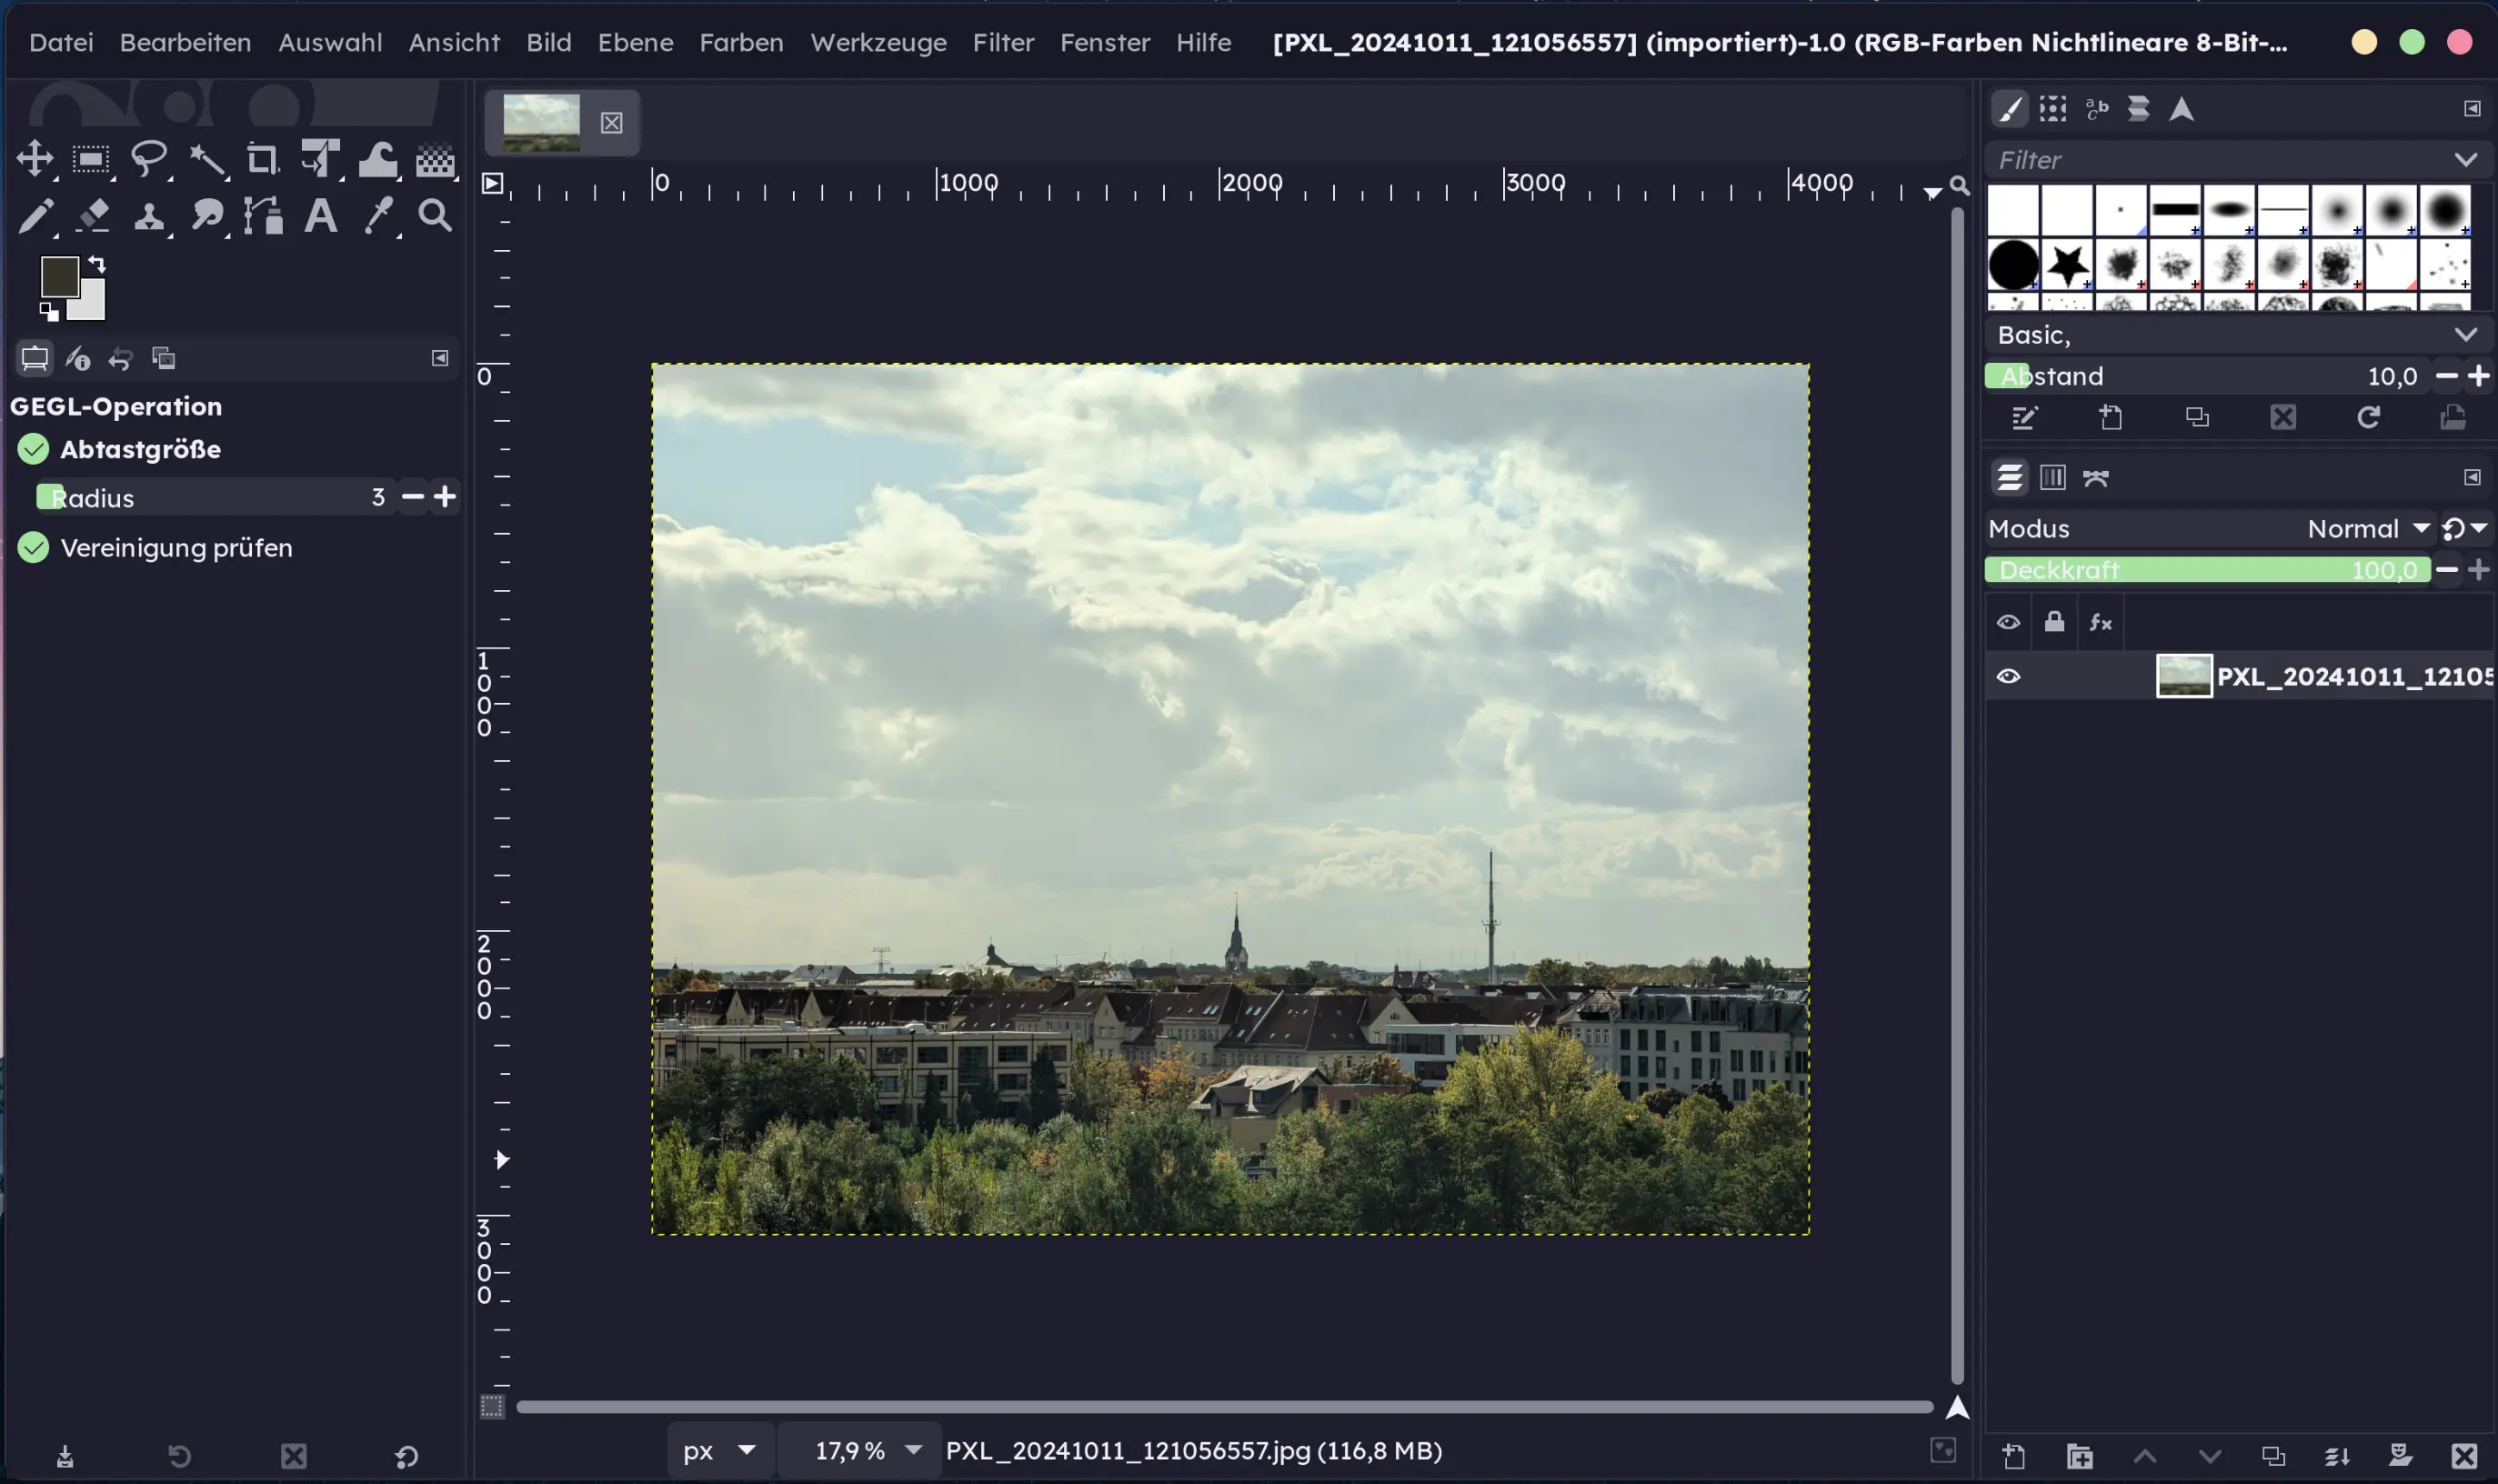 Datei Bearbeiten Auswahl Ansicht Bild Ebene Farben Werkzeuge Filter Fenster Hilfe [PXL_20241011_121056557] (importiert)-1.0 (RGB-Farben Nichtlineare 8-Bit-...
0 1000 2000 3000 4000
GEGL-Operation
Abtastgröße
Radius 3
Vereinigung prüfen
0
1000
2000
3000
px 17,9 % PXL_20241011_121056557.jpg (116,8 MB)
Filter
Basic,
Abstand 10,0
Modus Normal
Deckkraft 100,0
fx
PXL_20241011_12105